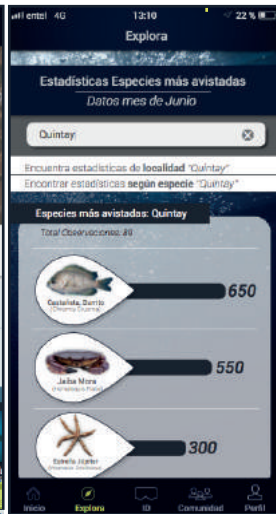 entel 4G 13:10 22 %
Explora
Estadísticas Especies más avistadas
Datos mes de Junio
Quintay
Encuentra estadísticas de localidad "Quintay"
Encontrar estadísticas según especie "Quintay"
Especies más avistadas: Quintay
Total Observaciones:
650
Castañeta, Burrito
550
Jaiba Mora
300
Estrella Júpiter
Inicio Explora ID Comunidad Perfil